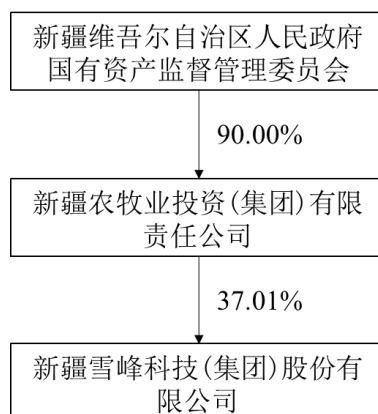 新疆维吾尔自治区人民政府
国有资产监督管理委员会
90.00%
新疆农牧业投资(集团)有限
责任公司
37.01%
新疆雪峰科技(集团)股份有
限公司